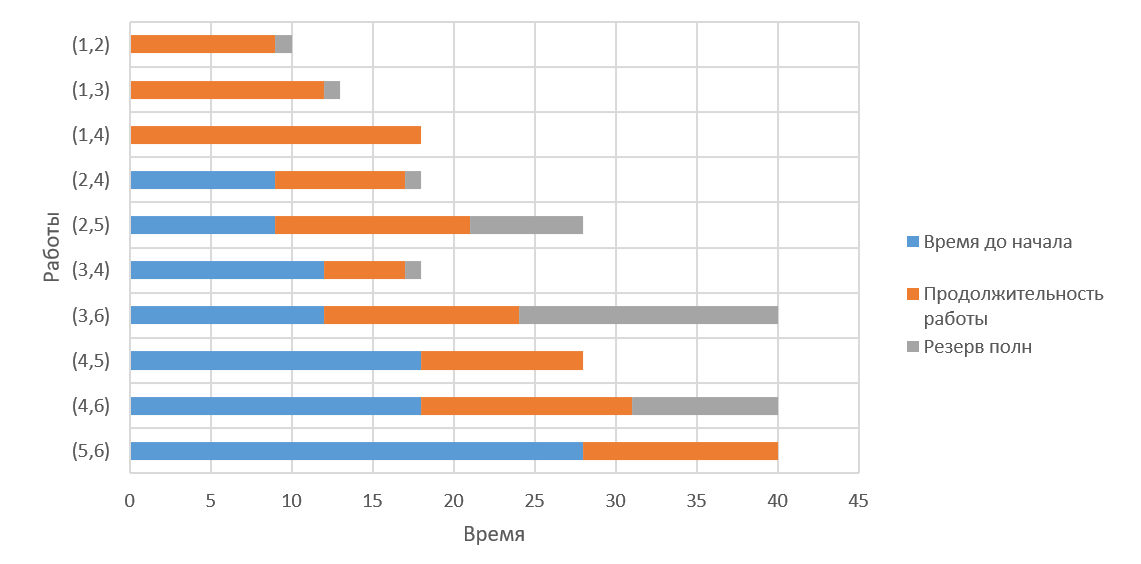 (1,2)
(1,3)
(1,4)
(2,4)
(2,5)
(3,4)
(3,6)
(4,5)
(4,6)
(5,6)
Работы
0 5 10 15 20 25 30 35 40 45
Время
Время до начала
Продолжительность
работы
Резерв полн